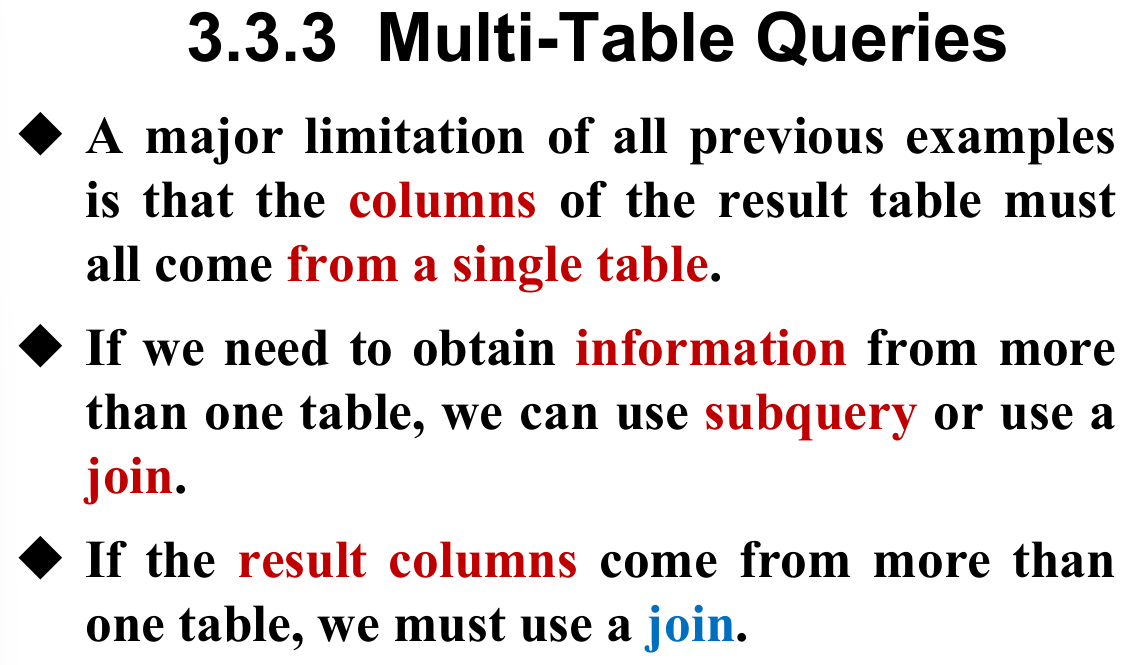 3.3.3 Multi-Table Queries
◆ A major limitation of all previous examples
is that the columns of the result table must
all come from a single table.
◆ If we need to obtain information from more
than one table, we can use subquery or use a
join.
◆ If the result columns come from more than
one table, we must use a join.